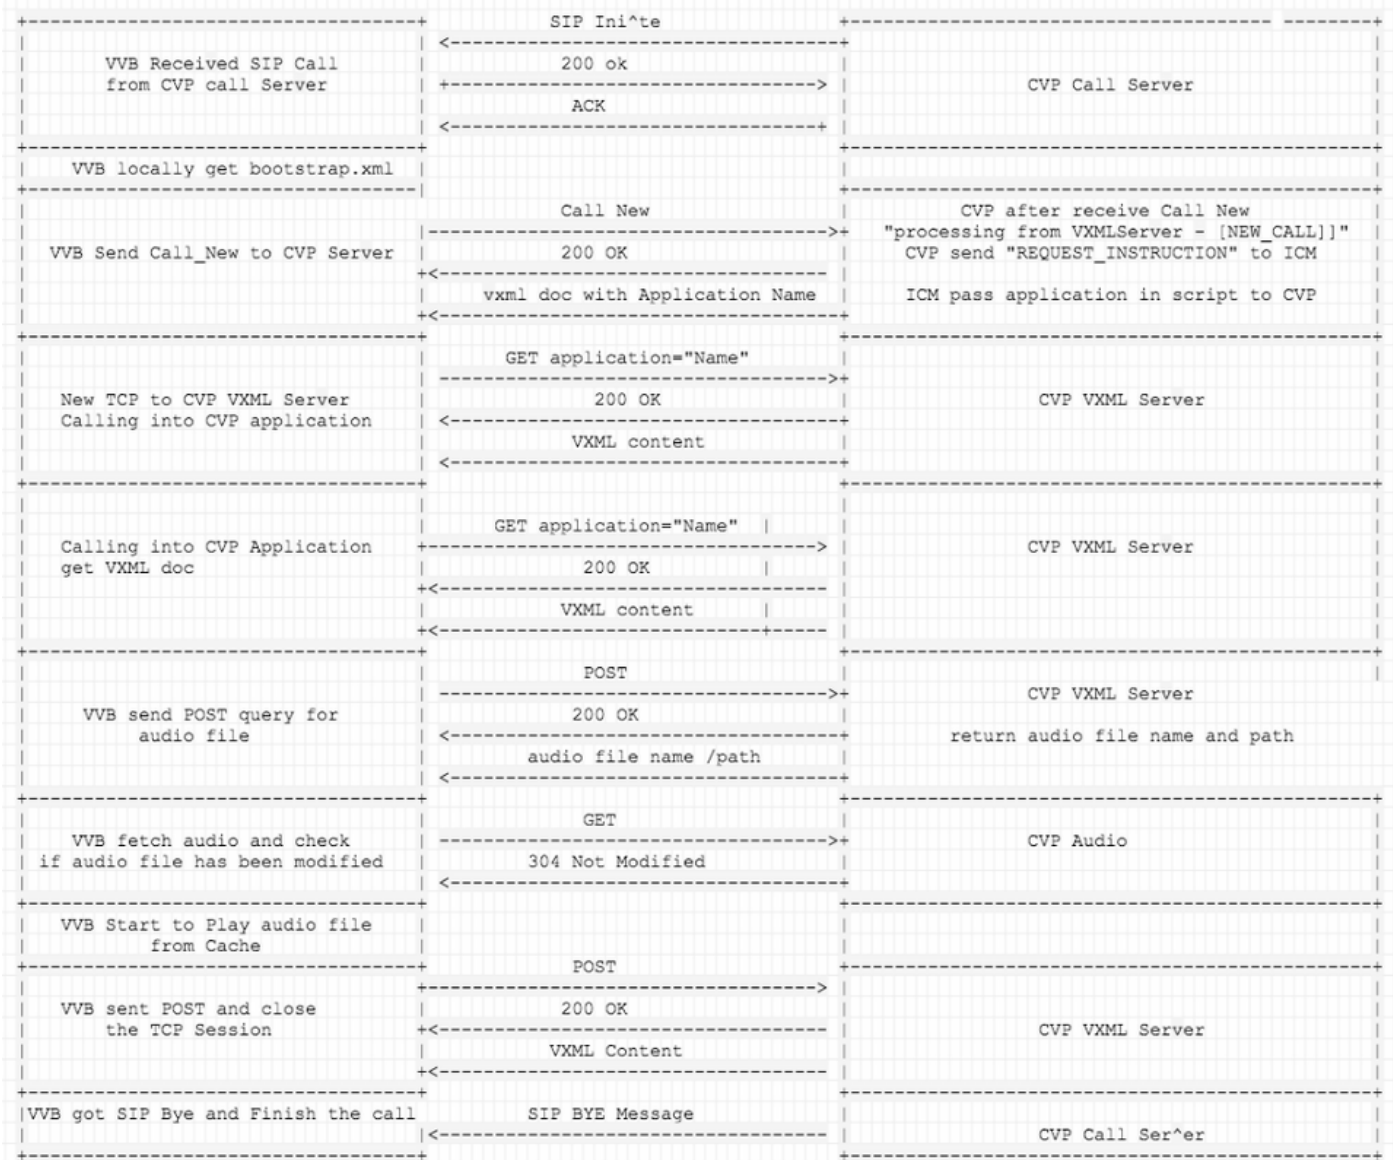 SIP Ini^te
VVB Received SIP Call
from CVP call Server
200 ok
ACK
CVP Call Server
VVB locally get bootstrap.xml
VVB Send Call_New to CVP Server
Call New
200 OK
vxml doc with Application Name
CVP after receive Call New
"processing from VXMLServer - [NEW_CALL]]"
CVP send "REQUEST_INSTRUCTION" to ICM
ICM pass application in script to CVP
New TCP to CVP VXML Server
Calling into CVP application
GET application="Name"
200 OK
VXML content
CVP VXML Server
Calling into CVP Application
get VXML doc
GET application="Name"
200 OK
VXML content
CVP VXML Server
VVB send POST query for
audio file
POST
200 OK
audio file name /path
CVP VXML Server
return audio file name and path
VVB fetch audio and check
if audio file has been modified
GET
304 Not Modified
CVP Audio
VVB Start to Play audio file
from Cache
VVB sent POST and close
the TCP Session
POST
200 OK
VXML Content
CVP VXML Server
VVB got SIP Bye and Finish the call
SIP BYE Message
CVP Call Ser^er